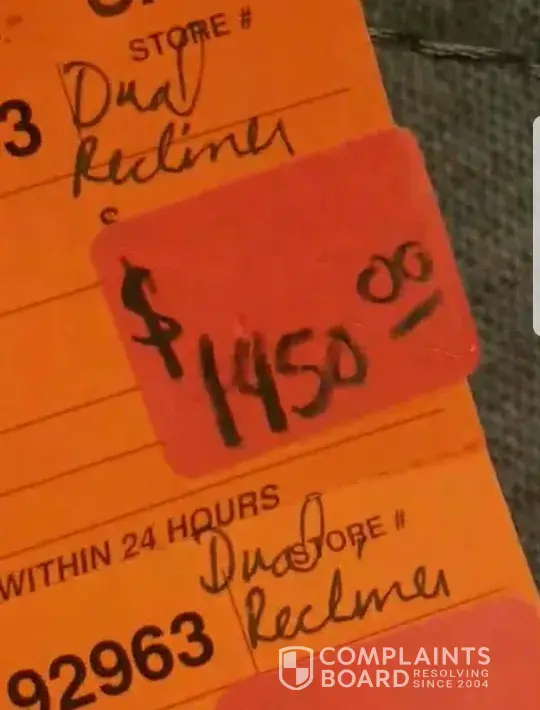 STORE #
3 Dual
Recliner
$1450.00
WITHIN 24 HOURS STORE #
Dual
92963 Recliner
COMPLAINTS
BOARD RESOLVING
SINCE 2004